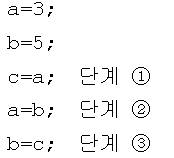 a=3;
b=5;
c=a; 단계 ①
a=b; 단계 ②
b=c; 단계 ③